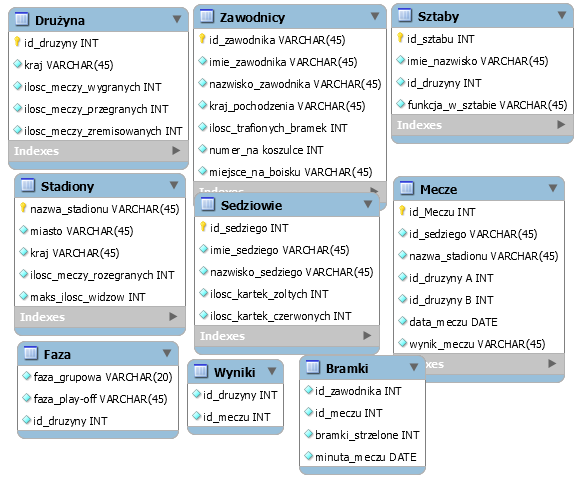 Drużyna
id_druzyny INT
kraj VARCHAR(45)
ilosc_meczy_wygranych INT
ilosc_meczy_przegranych INT
ilosc_meczy_zremisowanych INT
Indexes
Zawodnicy
id_zawodnika VARCHAR(45)
imie_zawodnika VARCHAR(45)
nazwisko_zawodnika VARCHAR(45)
kraj_pochodzenia VARCHAR(45)
ilosc_trafionych_bramek INT
numer_na koszulce INT
miejsce_na_boisku VARCHAR(45)
Indexes
Sztaby
id_sztabu INT
imie_nazwisko VARCHAR(45)
id_druzyny INT
funkcja_w_sztabie VARCHAR(45)
Indexes
Stadiony
nazwa_stadionu VARCHAR(45)
miasto VARCHAR(45)
kraj VARCHAR(45)
ilosc_meczy_rozegranych INT
maks_ilosc_widzow INT
Indexes
Sedziowie
id_sedziego INT
imie_sedziego VARCHAR(45)
nazwisko_sedziego VARCHAR(45)
ilosc_kartek_zoltych INT
ilosc_kartek_czerwonych INT
Indexes
Mecze
id_Meczu INT
id_sedziego VARCHAR(45)
nazwa_stadionu VARCHAR(45)
id_druzyny A INT
id_druzyny B INT
data_meczu DATE
wynik_meczu VARCHAR(45)
exes
Faza
faza_grupowa VARCHAR(20)
faza_play-off VARCHAR(45)
id_druzyny INT
Wyniki
id_druzyny INT
id_meczu INT
Bramki
id_zawodnika INT
id_meczu INT
bramki_strzelone INT
minuta_meczu DATE